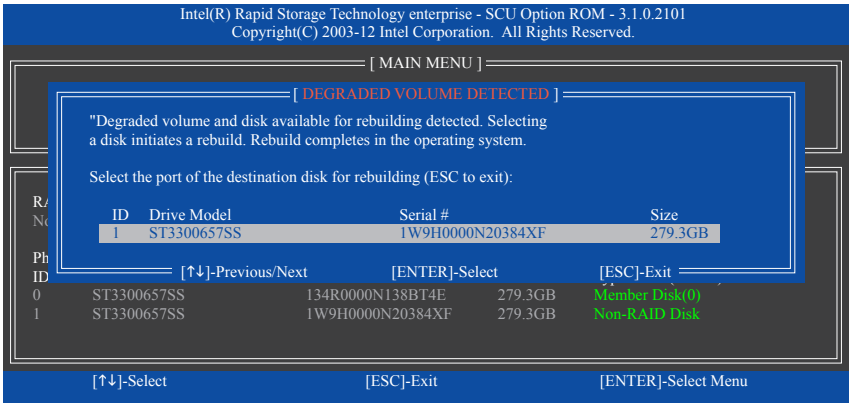 Intel(R) Rapid Storage Technology enterprise - SCU Option ROM - 3.1.0.2101
Copyright(C) 2003-12 Intel Corporation. All Rights Reserved.
[ MAIN MENU ]
[ DEGRADED VOLUME DETECTED ]
"Degraded volume and disk available for rebuilding detected. Selecting
a disk initiates a rebuild. Rebuild completes in the operating system.
Select the port of the destination disk for rebuilding (ESC to exit):
ID Drive Model Serial # Size
1 ST3300657SS 1W9H0000N20384XF 279.3GB
[↑↓]-Previous/Next [ENTER]-Select [ESC]-Exit
ID
0 ST3300657SS 134R0000N138BT4E 279.3GB Member Disk(0)
1 ST3300657SS 1W9H0000N20384XF 279.3GB Non-RAID Disk
[↑↓]-Select [ESC]-Exit [ENTER]-Select Menu